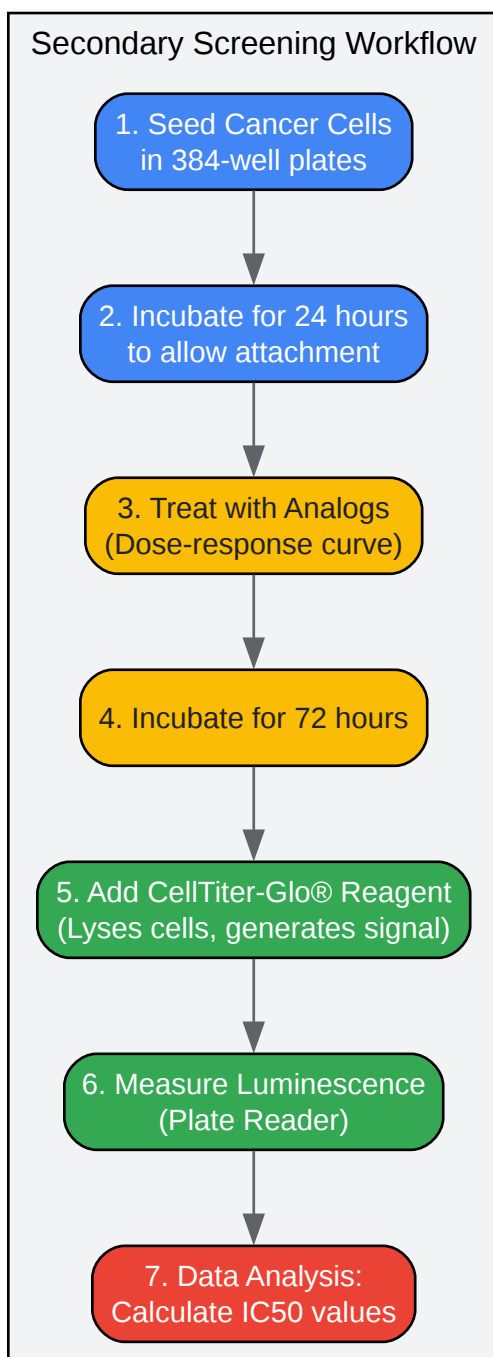 Secondary Screening Workflow
1. Seed Cancer Cells
in 384-well plates
2. Incubate for 24 hours
to allow attachment
3. Treat with Analogs
(Dose-response curve)
4. Incubate for 72 hours
5. Add CellTiter-Glo® Reagent
(Lyses cells, generates signal)
6. Measure Luminescence
(Plate Reader)
7. Data Analysis:
Calculate IC50 values